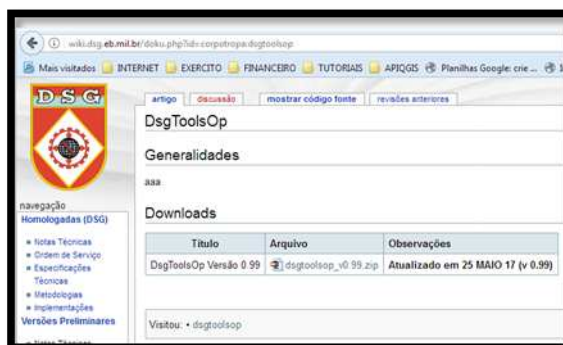 wiki.dsg.eb.mil.br/doku.php?id=corpotropa:dsgtoolsop
Mais visitados INTERNET EXERCITO FINANCEIRO TUTORIAIS APIQGIS Planilhas Google: crie ...
DSG
artigo discussão mostrar código fonte revisões anteriores
DsgToolsOp
Generalidades
aaa
navegação
Homologadas (DSG)
Notas Técnicas
Ordem de Serviço
Especificações
Técnicas
Metodologias
Implementações
Versões Preliminares
Downloads
Título Arquivo Observações
DsgToolsOp Versão 0.99 dsgtoolsop_v0.99.zip Atualizado em 25 MAIO 17 (v 0.99)
Visitou: • dsgtoolsop